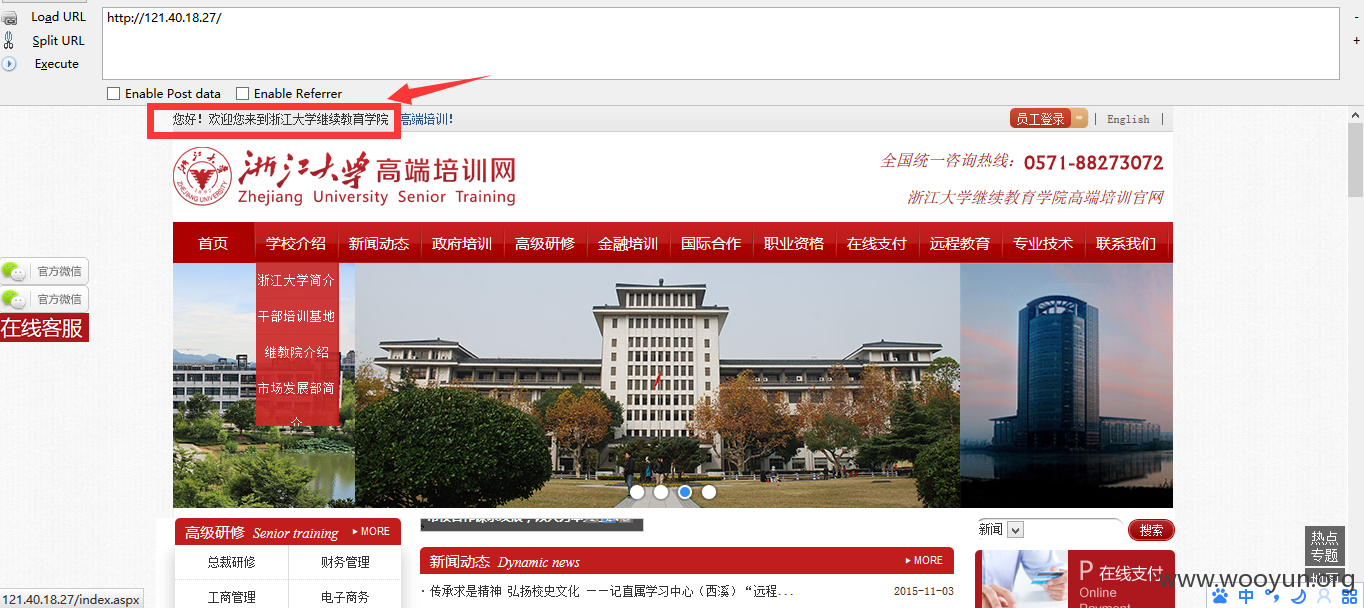 Load URL
http://121.40.18.27/
Split URL
Execute
Enable Post data
Enable Referrer
您好！欢迎您来到浙江大学继续教育学院 高端培训!
员工登录 | English |
浙江大学高端培训网
Zhejiang University Senior Training
全国统一咨询热线：0571-88273072
浙江大学继续教育学院高端培训官网
首页 学校介绍 新闻动态 政府培训 高级研修 金融培训 国际合作 职业资格 在线支付 远程教育 专业技术 联系我们
浙江大学简介
干部培训基地
继教院介绍
市场发展部简
介
官方微信
官方微信
在线客服
高级研修 Senior training MORE
总裁研修 财务管理
工商管理 电子商务
新闻动态 Dynamic news MORE
· 传承求是精神 弘扬校史文化 ——记直属学习中心（西溪）“远程... 2015-11-03
新闻
搜索
P 在线支付
Online
Payment
热点
专题
www.wooyun.org
中
121.40.18.27/index.aspx